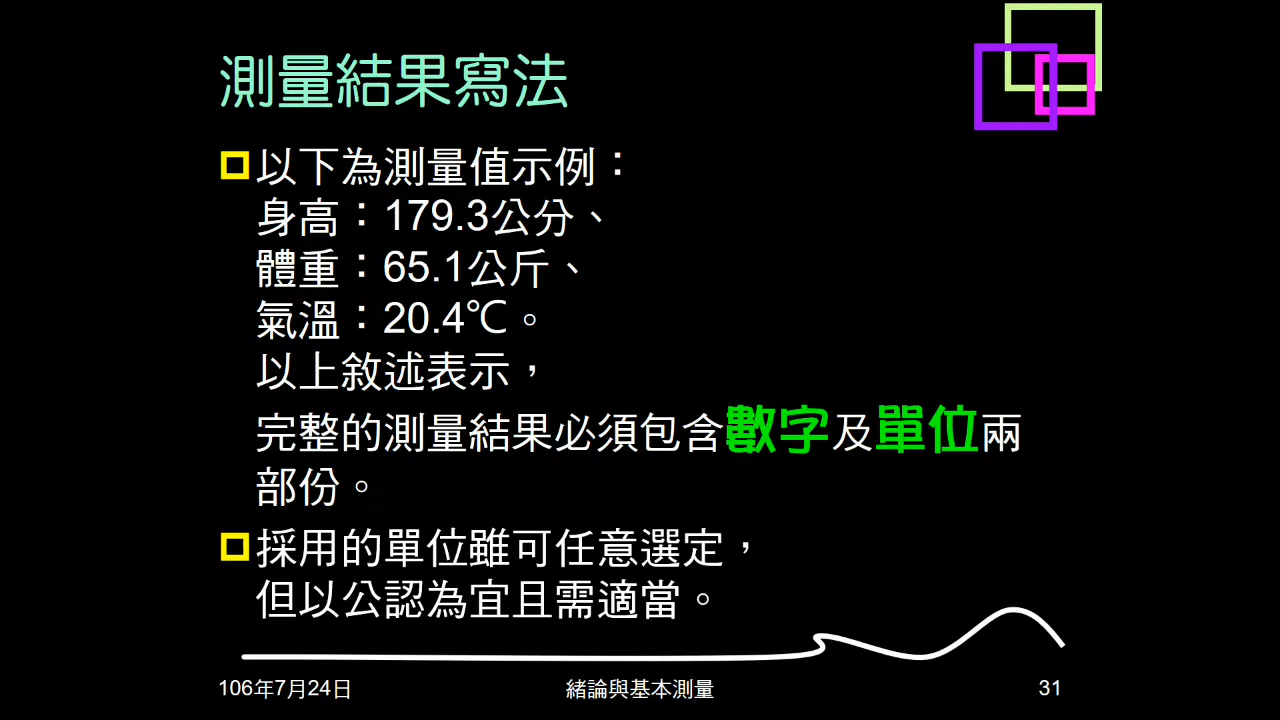 測量結果寫法
以下為測量值示例：
身高：179.3公分、
體重：65.1公斤、
氣溫：20.4℃。
以上敘述表示，
完整的測量結果必須包含數字及單位兩
部份。
採用的單位雖可任意選定，
但以公認為宜且需適當。
106年7月24日
緒論與基本測量
31